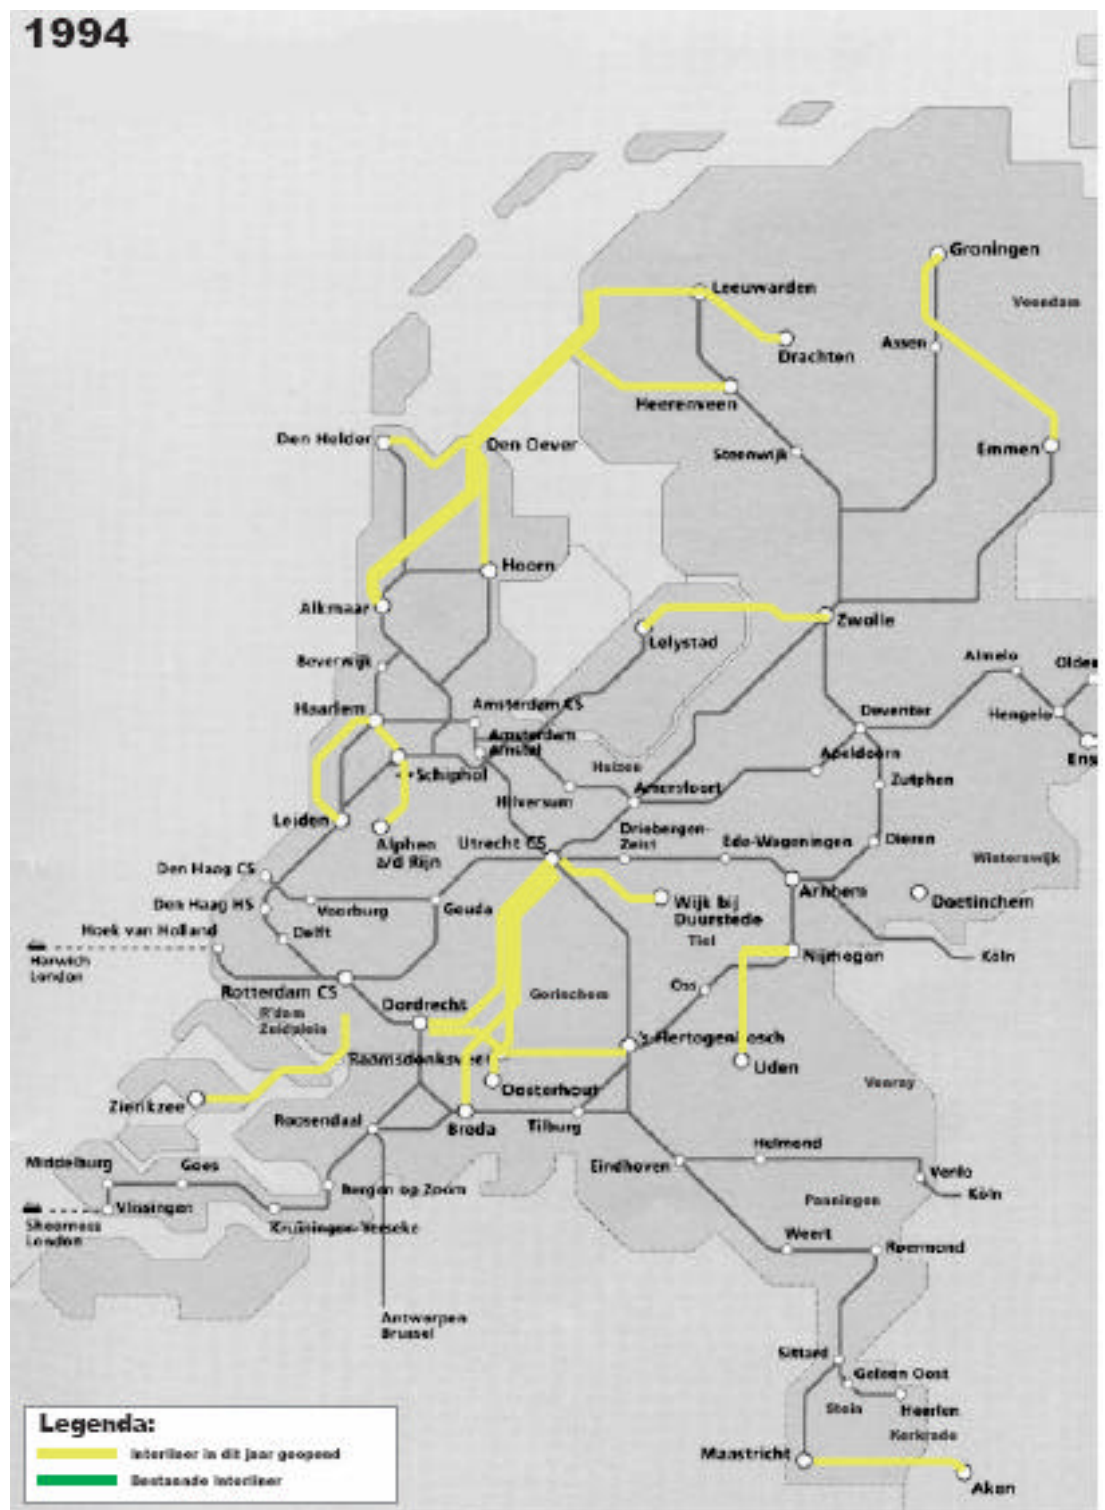 1994
Groningen
Leeuwarden
Veendam
Assen
Drachten
Heerenveen
Den Helder
Den Oever
Emmen
Steenwijk
Hoorn
Alkmaar
Zwolle
Lelystad
Beverwijk
Almelo
Haarlem
Amsterdam CS
Deventer
Hengelo
Amsterdam
Amstel
Apeldoorn
Ens
Huizen
Schiphol
Zutphen
Amersfoort
Hilversum
Leiden
Alphen
a/d Rijn
Utrecht CS
Driebergen-
Zeist
Ede-Wageningen
Dieren
Winterswijk
Den Haag CS
Arnhem
Doetinchem
Wijk bij
Duurstede
Den Haag HS
Voorburg
Gouda
Tiel
Hoek van Holland
Delft
Harwich
London
Nijmegen
Köln
Oss
Rotterdam CS
Gorinchem
Dordrecht
R'dam
Zuidplein
's-Hertogenbosch
Raamsdonksveer
Uden
Oosterhout
Venray
Zierikzee
Roosendaal
Breda
Tilburg
Helmond
Middelburg
Goes
Eindhoven
Venlo
Köln
Bergen op Zoom
Panningen
Vlissingen
Sheerness
London
Kruiningen-Yerseke
Weert
Roermond
Antwerpen
Brussel
Sittard
Geleen Oost
Stein
Heerlen
Kerkrade
Maastricht
Aken
Legenda:
Interliner in dit jaar geopend
Bestaande Interliner